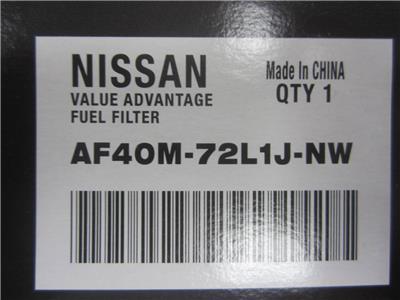 NISSAN
Made In CHINA
VALUE ADVANTAGE
QTY 1
FUEL FILTER
AF40M-72L1J-NW